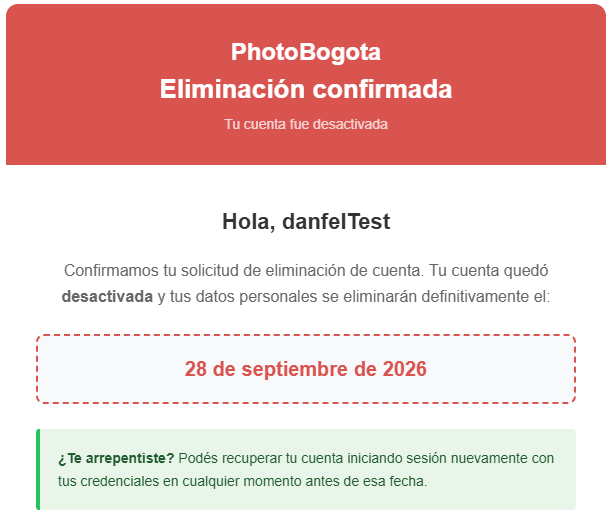 PhotoBogota
Eliminación confirmada
Tu cuenta fue desactivada
Hola, danfelTest
Confirmamos tu solicitud de eliminación de cuenta. Tu cuenta quedó
desactivada y tus datos personales se eliminarán definitivamente el:
28 de septiembre de 2026
¿Te arrepentiste? Podés recuperar tu cuenta iniciando sesión nuevamente con
tus credenciales en cualquier momento antes de esa fecha.